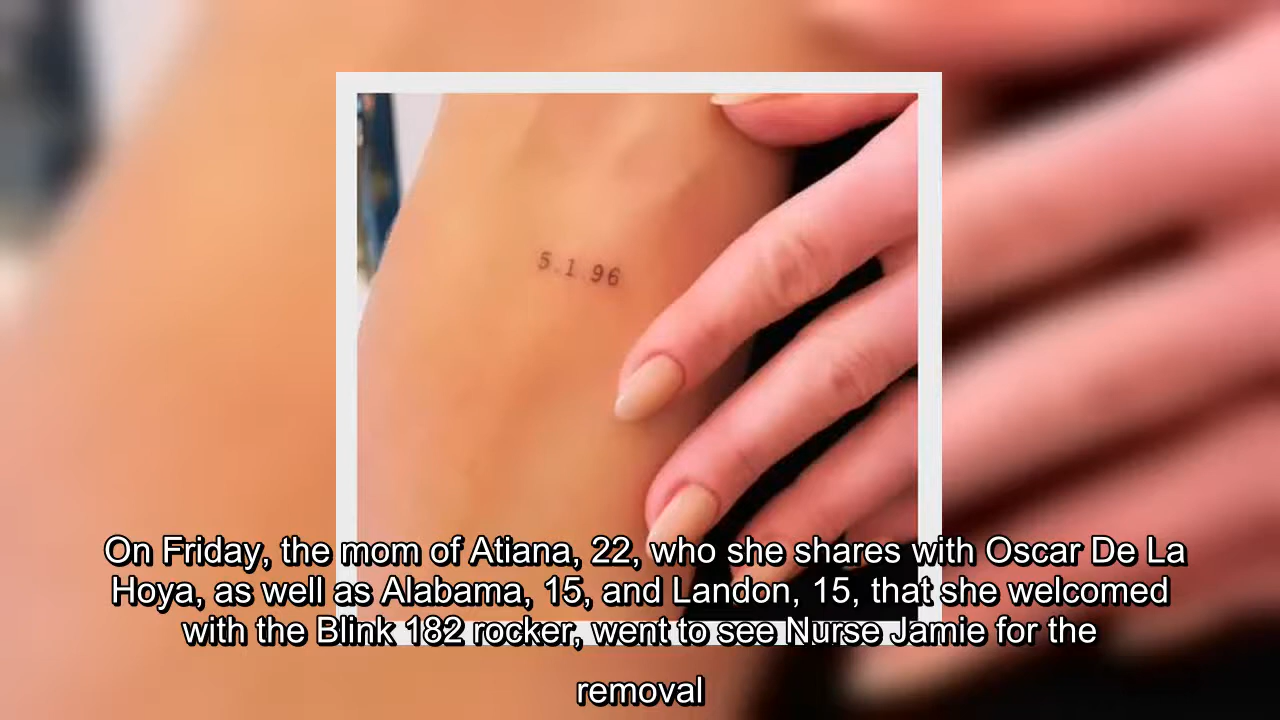 5.1.96
On Friday, the mom of Atiana, 22, who she shares with Oscar De La
Hoya, as well as Alabama, 15, and Landon, 15, that she welcomed
with the Blink 182 rocker, went to see Nurse Jamie for the
removal